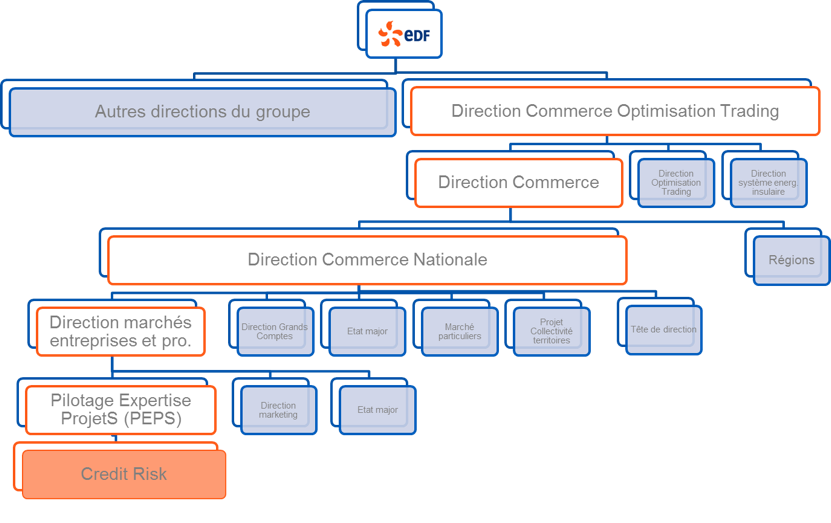 eDF
Autres directions du groupe
Direction Commerce Optimisation Trading
Direction Commerce
Direction
Optimisation
Trading
Direction
système energ
insulaire
Direction Commerce Nationale
Régions
Direction marchés
entreprises et pro.
Direction Grands
Comptes
Etat major
Marché
particuliers
Projet
Collectivité
territoires
Tête de direction
Pilotage Expertise
ProjetS (PEPS)
Direction
marketing
Etat major
Credit Risk